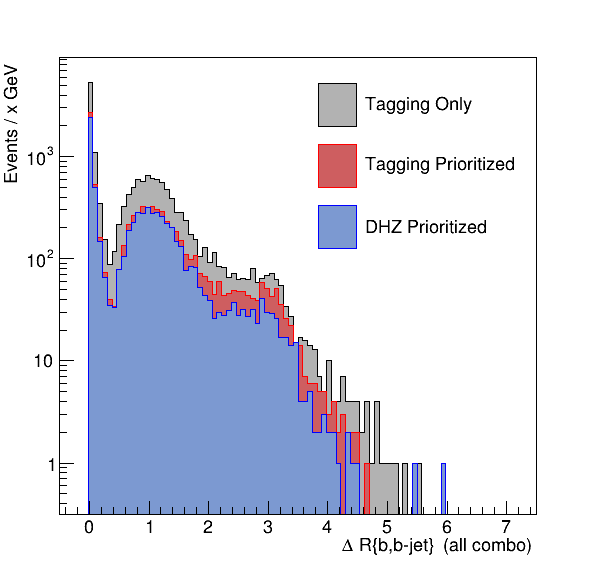 Events / x GeV
Tagging Only
Tagging Prioritized
DHZ Prioritized
10³
10²
10
1
0 1 2 3 4 5 6 7
Δ R{b,b-jet} (all combo)